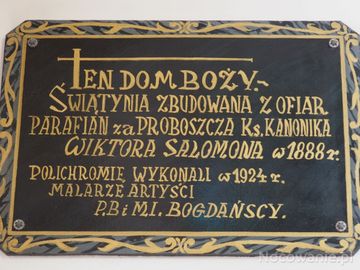 TEN DOM BOŻY.-
ŚWIĄTYNIA ZBUDOWANA Z OFIAR
PARAFIAN za PROBOSZCZA KS. KANONIKA
WIKTORA SALOMONA w 1888 r.
POLICHROMIĘ WYKONALI w 1924 r.
MALARZE ARTYŚCI
P.B i M.I. BOGDAŃSCY.
Nocowanie.pl